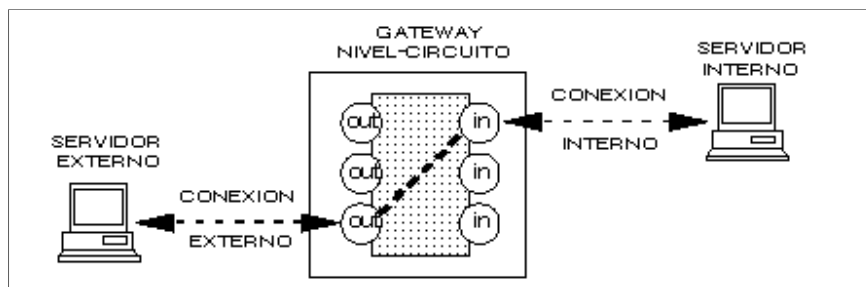 GATEWAY
NIVEL-CIRCUITO
SERVIDOR
INTERNO
SERVIDOR
EXTERNO
CONEXION
INTERNO
CONEXION
EXTERNO
out
in
out
in
out
in